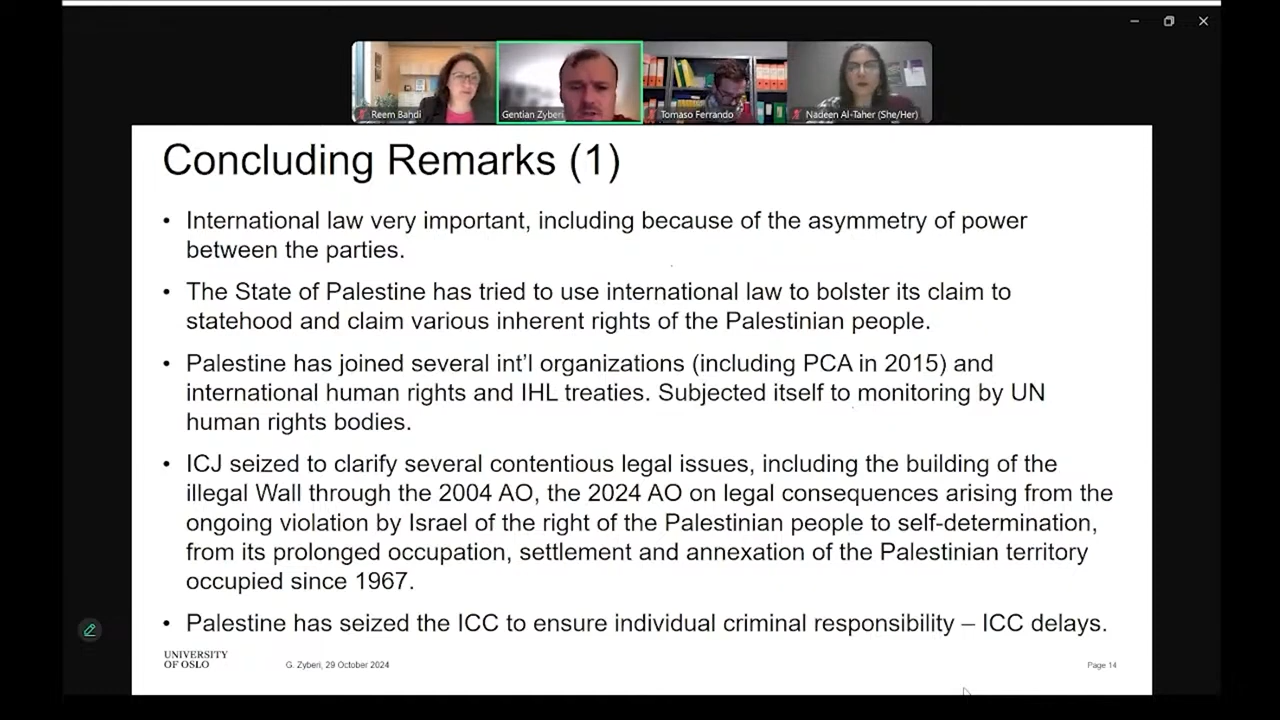 Reem Bahdi
Gentian Zyberi
Tomaso Ferrando
Nadeen Al-Taher (She/Her)
Concluding Remarks (1)
• International law very important, including because of the asymmetry of power
between the parties.
• The State of Palestine has tried to use international law to bolster its claim to
statehood and claim various inherent rights of the Palestinian people.
• Palestine has joined several int'l organizations (including PCA in 2015) and
international human rights and IHL treaties. Subjected itself to monitoring by UN
human rights bodies.
• ICJ seized to clarify several contentious legal issues, including the building of the
illegal Wall through the 2004 AO, the 2024 AO on legal consequences arising from the
ongoing violation by Israel of the right of the Palestinian people to self-determination,
from its prolonged occupation, settlement and annexation of the Palestinian territory
occupied since 1967.
• Palestine has seized the ICC to ensure individual criminal responsibility – ICC delays.
UNIVERSITY
OF OSLO
G. Zyberi, 29 October 2024
Page 14